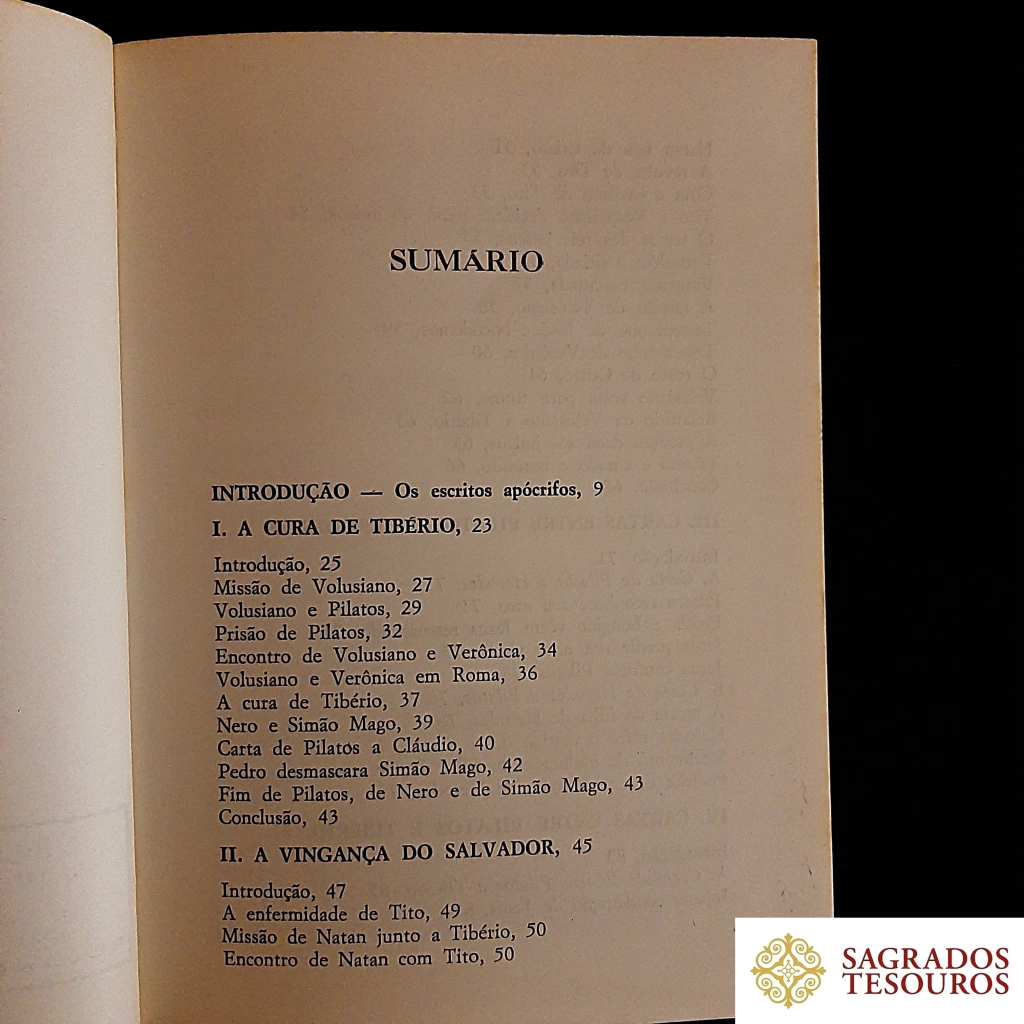 SUMÁRIO
INTRODUÇÃO — Os escritos apócrifos, 9
I. A CURA DE TIBÉRIO, 23
Introdução, 25
Missão de Volusiano, 27
Volusiano e Pilatos, 29
Prisão de Pilatos, 32
Encontro de Volusiano e Verônica, 34
Volusiano e Verônica em Roma, 36
A cura de Tibério, 37
Nero e Simão Mago, 39
Carta de Pilatos a Cláudio, 40
Pedro desmascara Simão Mago, 42
Fim de Pilatos, de Nero e de Simão Mago, 43
Conclusão, 43
II. A VINGANÇA DO SALVADOR, 45
Introdução, 47
A enfermidade de Tito, 49
Missão de Natan junto a Tibério, 50
Encontro de Natan com Tito, 50
SAGRADOS
TESOUROS